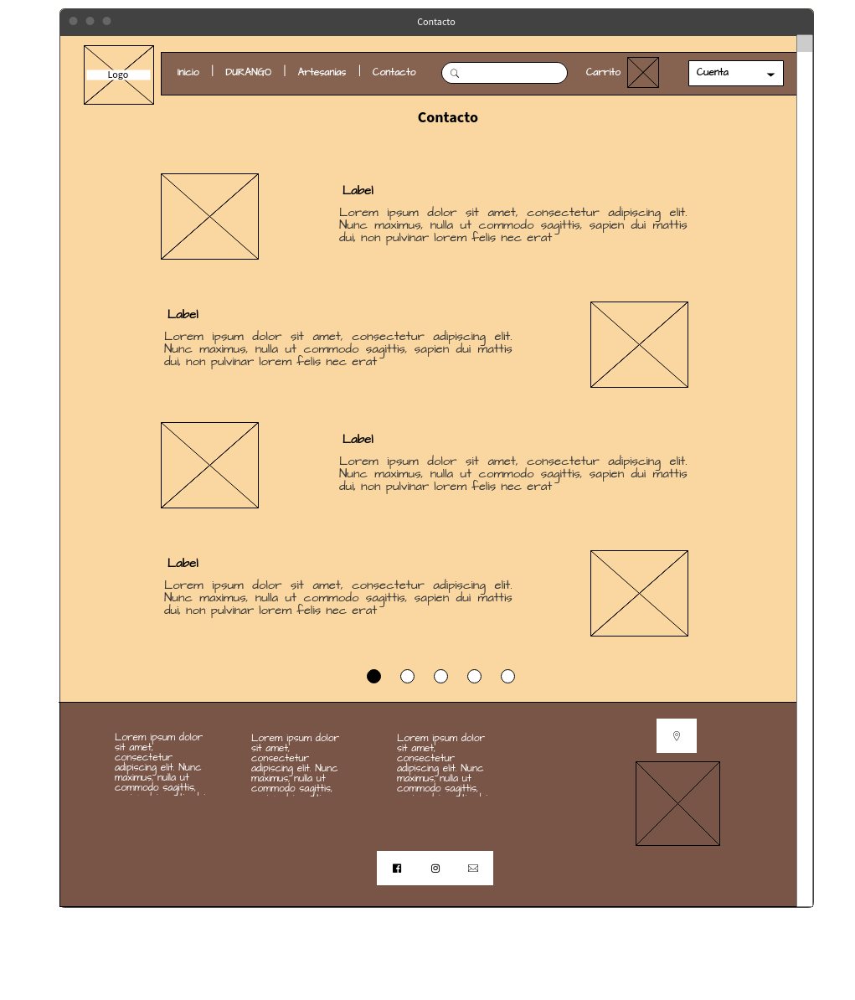 Contacto
Logo
Inicio | DURANGO | Artesanias | Contacto
Carrito
Cuenta
Contacto
Label
Lorem ipsum dolor sit amet, consectetur adipiscing elit.
Nunc maximus, nulla ut commodo sagittis, sapien dui mattis
dui, non pulvinar lorem felis nec erat
Label
Lorem ipsum dolor sit amet, consectetur adipiscing elit.
Nunc maximus, nulla ut commodo sagittis, sapien dui mattis
dui, non pulvinar lorem felis nec erat
Label
Lorem ipsum dolor sit amet, consectetur adipiscing elit.
Nunc maximus, nulla ut commodo sagittis, sapien dui mattis
dui, non pulvinar lorem felis nec erat
Label
Lorem ipsum dolor sit amet, consectetur adipiscing elit.
Nunc maximus, nulla ut commodo sagittis, sapien dui mattis
dui, non pulvinar lorem felis nec erat
Lorem ipsum dolor
sit amet,
consectetur
adipiscing elit. Nunc
maximus, nulla ut
commodo sagittis,
Lorem ipsum dolor
sit amet,
consectetur
adipiscing elit. Nunc
maximus, nulla ut
commodo sagittis,
Lorem ipsum dolor
sit amet,
consectetur
adipiscing elit. Nunc
maximus, nulla ut
commodo sagittis,